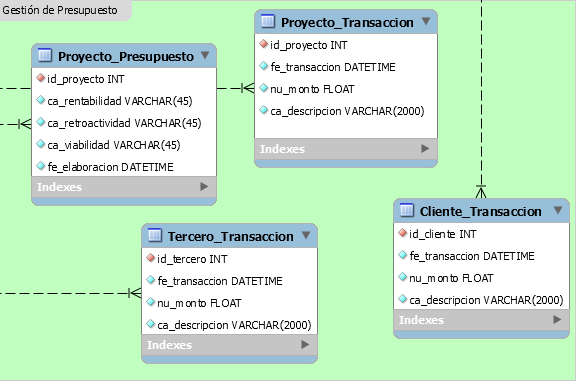 Gestión de Presupuesto
Proyecto_Presupuesto
id_proyecto INT
ca_rentabilidad VARCHAR(45)
ca_retroactividad VARCHAR(45)
ca_viabilidad VARCHAR(45)
fe_elaboracion DATETIME
Indexes
Proyecto_Transaccion
id_proyecto INT
fe_transaccion DATETIME
nu_monto FLOAT
ca_descripcion VARCHAR(2000)
Indexes
Tercero_Transaccion
id_tercero INT
fe_transaccion DATETIME
nu_monto FLOAT
ca_descripcion VARCHAR(2000)
Indexes
Cliente_Transaccion
id_cliente INT
fe_transaccion DATETIME
nu_monto FLOAT
ca_descripcion VARCHAR(2000)
Indexes